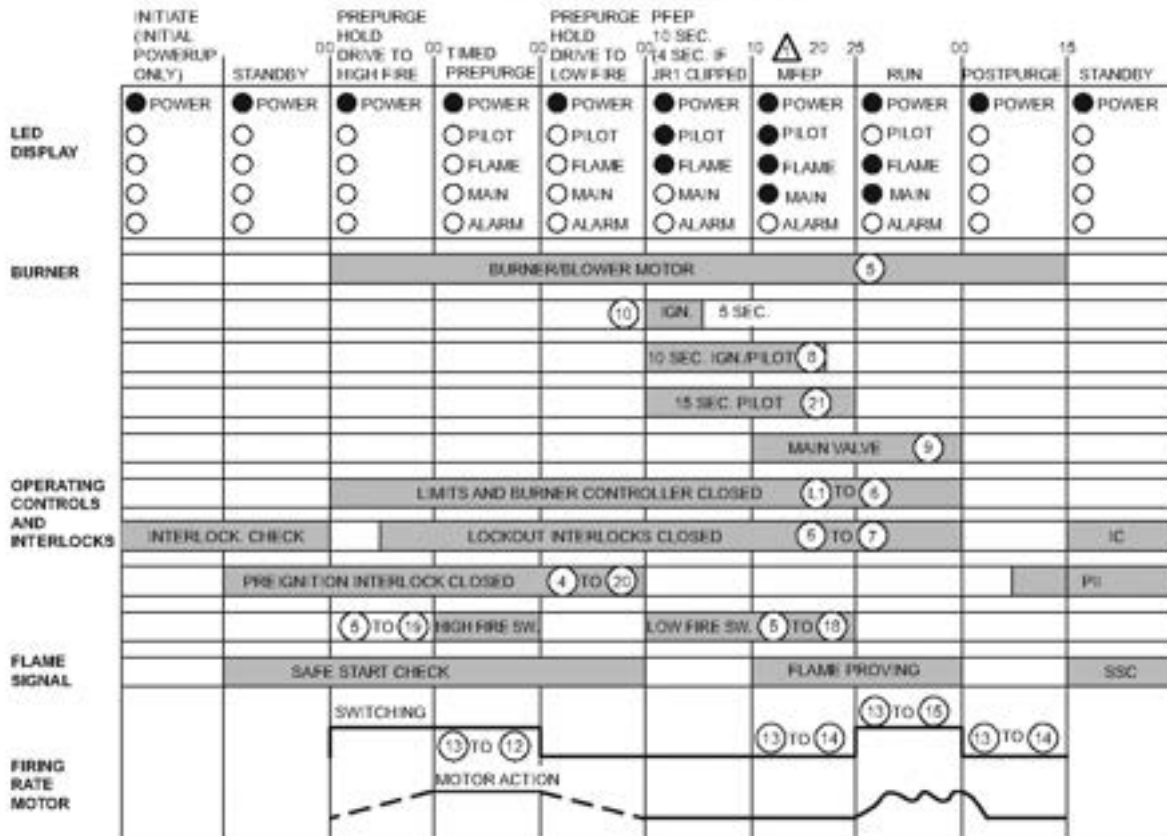 INITIATE (INITIAL POWERUP ONLY)
STANDBY
00
PREPURGE HOLD DRIVE TO HIGH FIRE
00
TIMED PREPURGE
00
PREPURGE HOLD DRIVE TO LOW FIRE
00
PFEP 10 SEC. (4 SEC. IF JR1 CLIPPED
10
20
MFEP
25
RUN
00
POSTPURGE
15
STANDBY
LED DISPLAY
POWER POWER POWER POWER POWER POWER POWER POWER POWER POWER
PILOT PILOT PILOT PILOT PILOT
FLAME FLAME FLAME FLAME FLAME
MAIN MAIN MAIN MAIN MAIN
ALARM ALARM ALARM ALARM ALARM
BURNER
BURNER/BLOWER MOTOR 5
10 IGN. 5 SEC.
10 SEC. IGN./PILOT 8
15 SEC. PILOT 21
MAIN VALVE 9
OPERATING CONTROLS AND INTERLOCKS
LIMITS AND BURNER CONTROLLER CLOSED L1 TO 6
INTERLOCK. CHECK LOCKOUT INTERLOCKS CLOSED 6 TO 7 IC
PREIGNITION INTERLOCK CLOSED 4 TO 20 PII
5 TO 19 HIGH FIRE SW. LOW FIRE SW. 5 TO 18
FLAME SIGNAL
SAFE START CHECK FLAME PROVING SSC
FIRING RATE MOTOR
SWITCHING
13 TO 12 13 TO 14 13 TO 15 13 TO 14
MOTOR ACTION